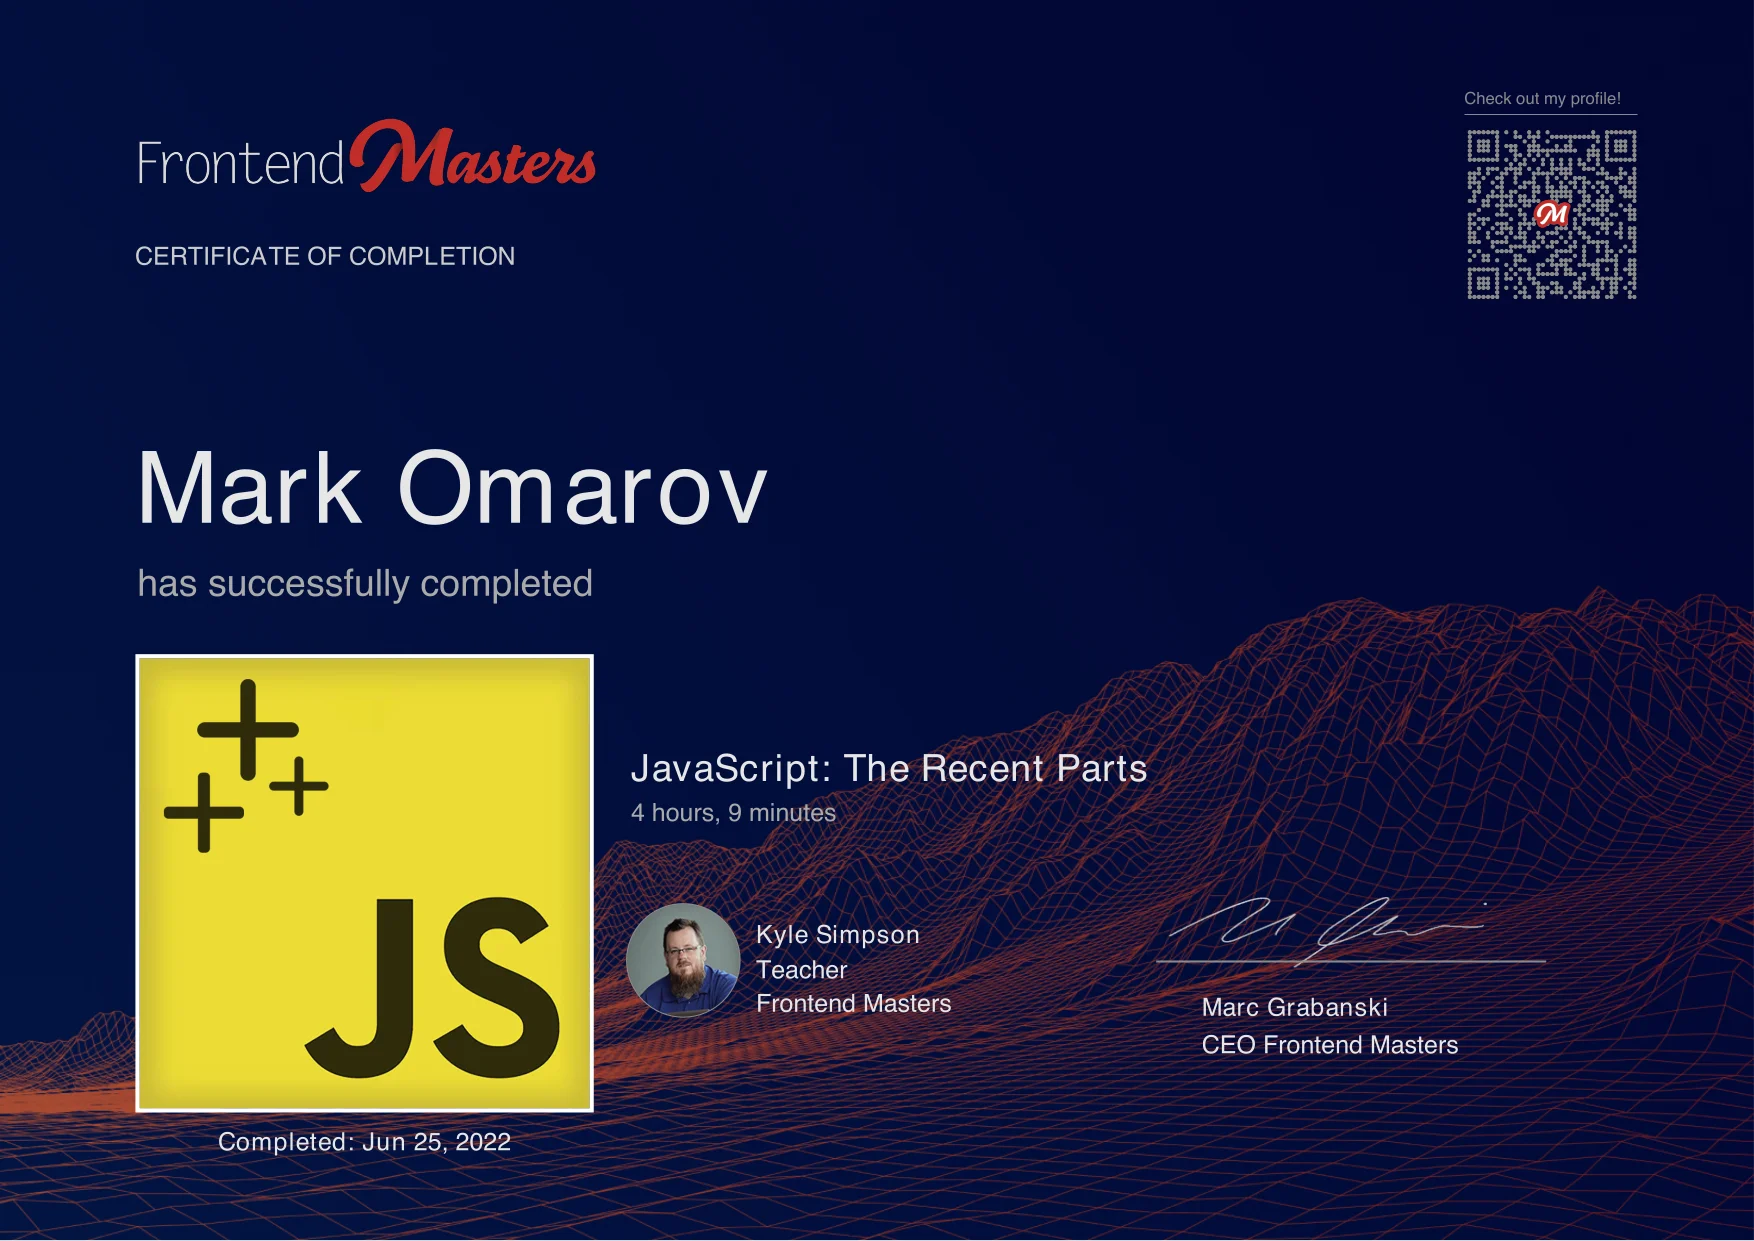 Check out my profile!
Frontend Masters
M
CERTIFICATE OF COMPLETION
Mark Omarov
has successfully completed
JS
JavaScript: The Recent Parts
4 hours, 9 minutes
Kyle Simpson
Teacher
Frontend Masters
Marc Grabanski
CEO Frontend Masters
Completed: Jun 25, 2022